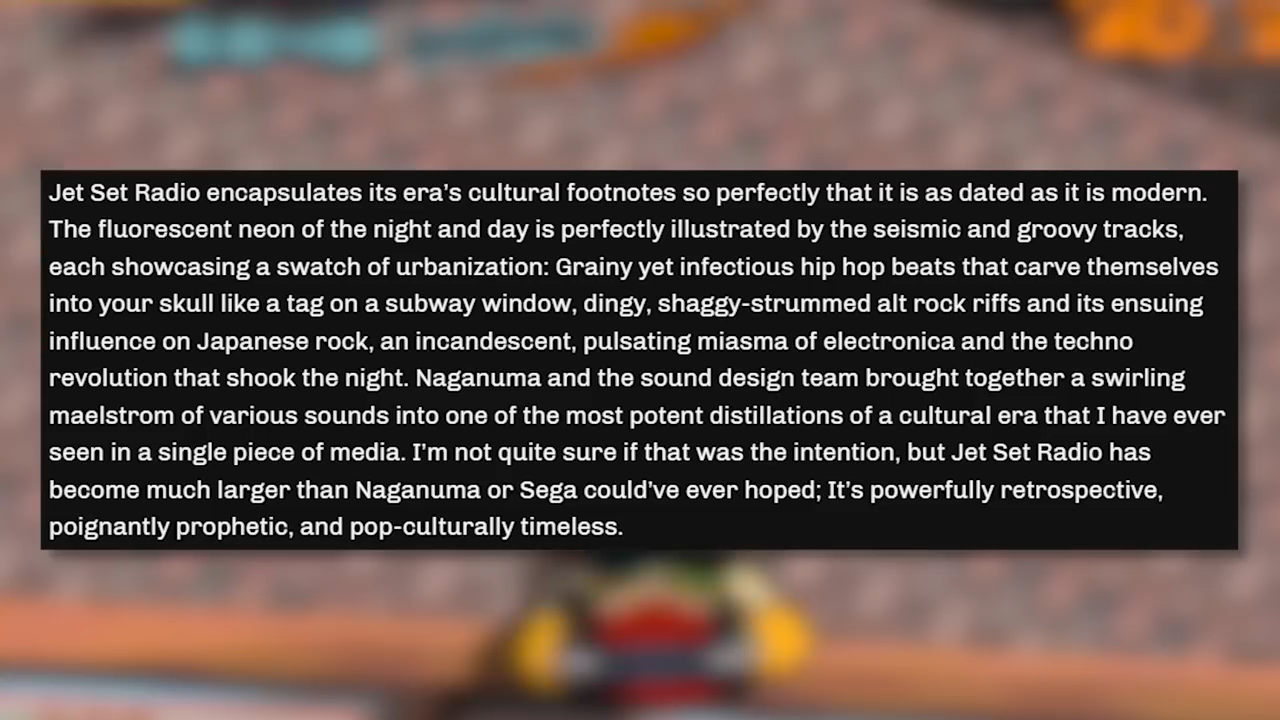 Jet Set Radio encapsulates its era's cultural footnotes so perfectly that it is as dated as it is modern.
The fluorescent neon of the night and day is perfectly illustrated by the seismic and groovy tracks,
each showcasing a swatch of urbanization: Grainy yet infectious hip hop beats that carve themselves
into your skull like a tag on a subway window, dingy, shaggy-strummed alt rock riffs and its ensuing
influence on Japanese rock, an incandescent, pulsating miasma of electronica and the techno
revolution that shook the night. Naganuma and the sound design team brought together a swirling
maelstrom of various sounds into one of the most potent distillations of a cultural era that I have ever
seen in a single piece of media. I'm not quite sure if that was the intention, but Jet Set Radio has
become much larger than Naganuma or Sega could've ever hoped; It's powerfully retrospective,
poignantly prophetic, and pop-culturally timeless.